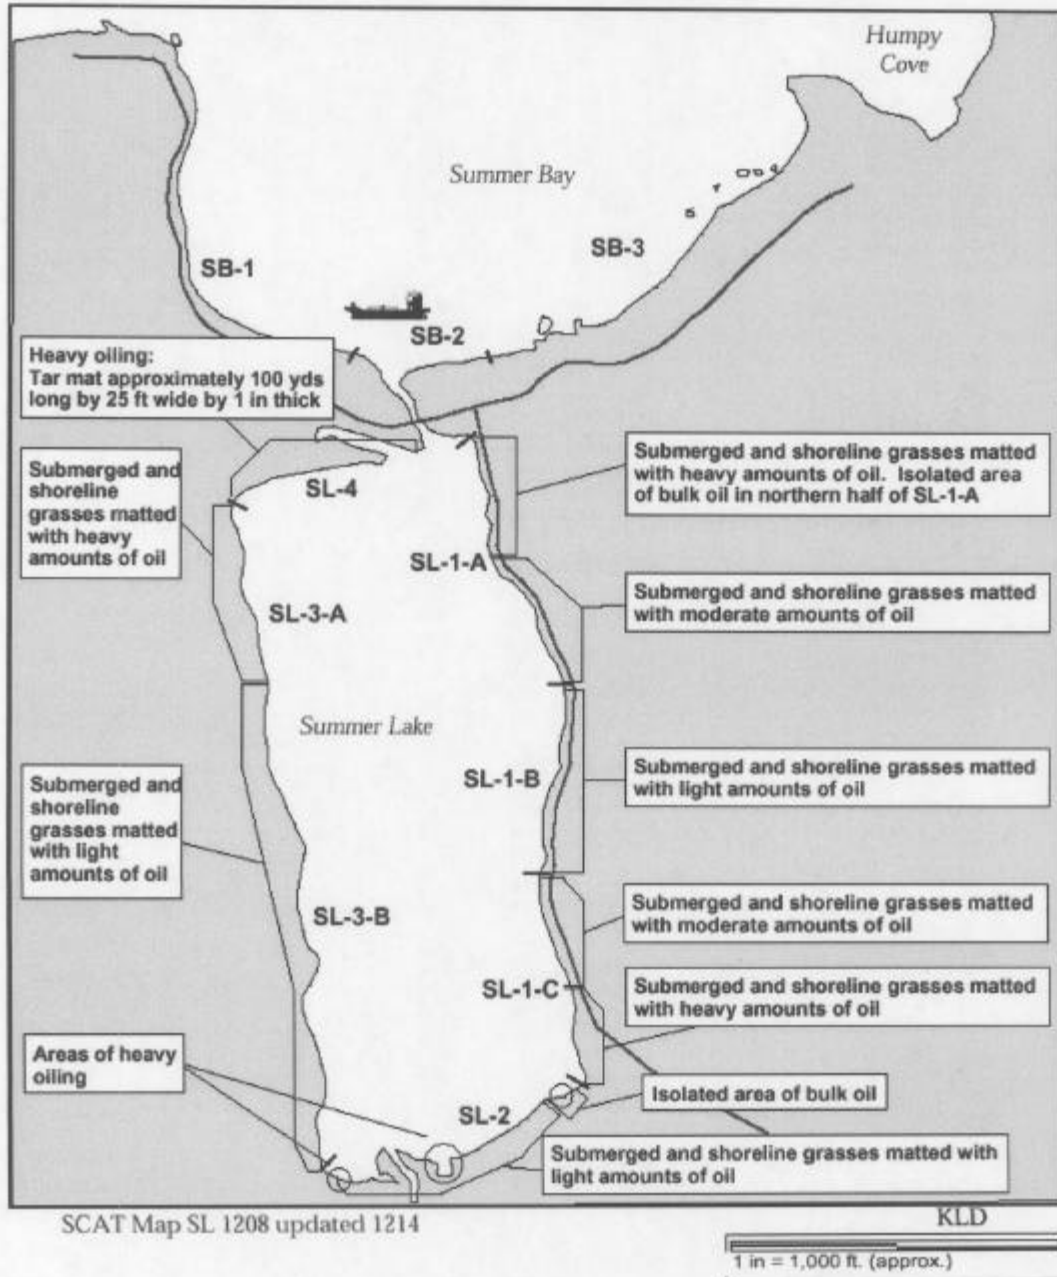 Humpy
Cove
Summer Bay
SB-3
SB-1
SB-2
Heavy oiling:
Tar mat approximately 100 yds
long by 25 ft wide by 1 in thick
Submerged and
shoreline
grasses matted
with heavy
amounts of oil
SL-4
Submerged and shoreline grasses matted
with heavy amounts of oil. Isolated area
of bulk oil in northern half of SL-1-A
SL-1-A
Submerged and shoreline grasses matted
with moderate amounts of oil
SL-3-A
Summer Lake
Submerged and
shoreline
grasses matted
with light
amounts of oil
SL-1-B
Submerged and shoreline grasses matted
with light amounts of oil
SL-3-B
Submerged and shoreline grasses matted
with moderate amounts of oil
SL-1-C
Submerged and shoreline grasses matted
with heavy amounts of oil
Areas of heavy
oiling
SL-2
Isolated area of bulk oil
Submerged and shoreline grasses matted with
light amounts of oil
SCAT Map SL 1208 updated 1214
KLD
1 in = 1,000 ft. (approx.)